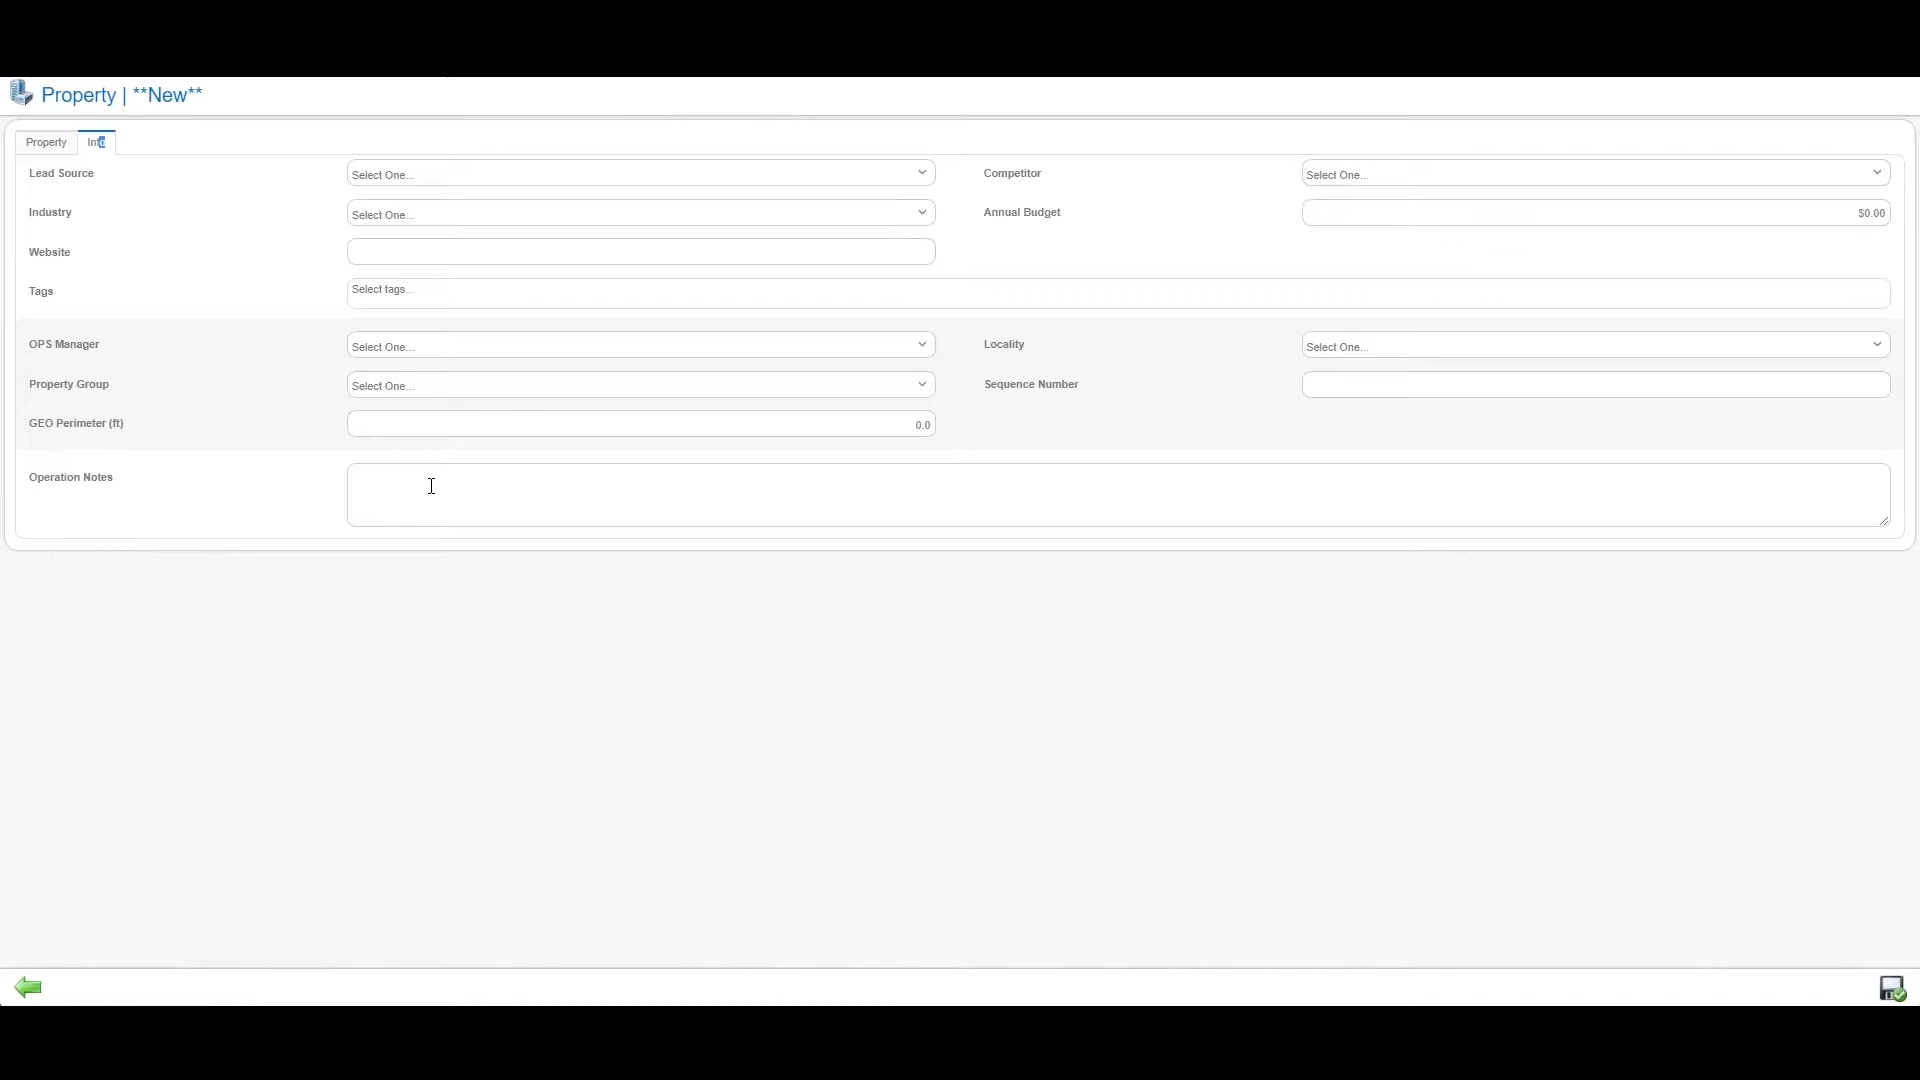 Property | **New**
Property Info
Lead Source Select One... Competitor Select One...
Industry Select One... Annual Budget $0.00
Website
Tags Select tags...
OPS Manager Select One... Locality Select One...
Property Group Select One... Sequence Number
GEO Perimeter (ft) 0.0
Operation Notes